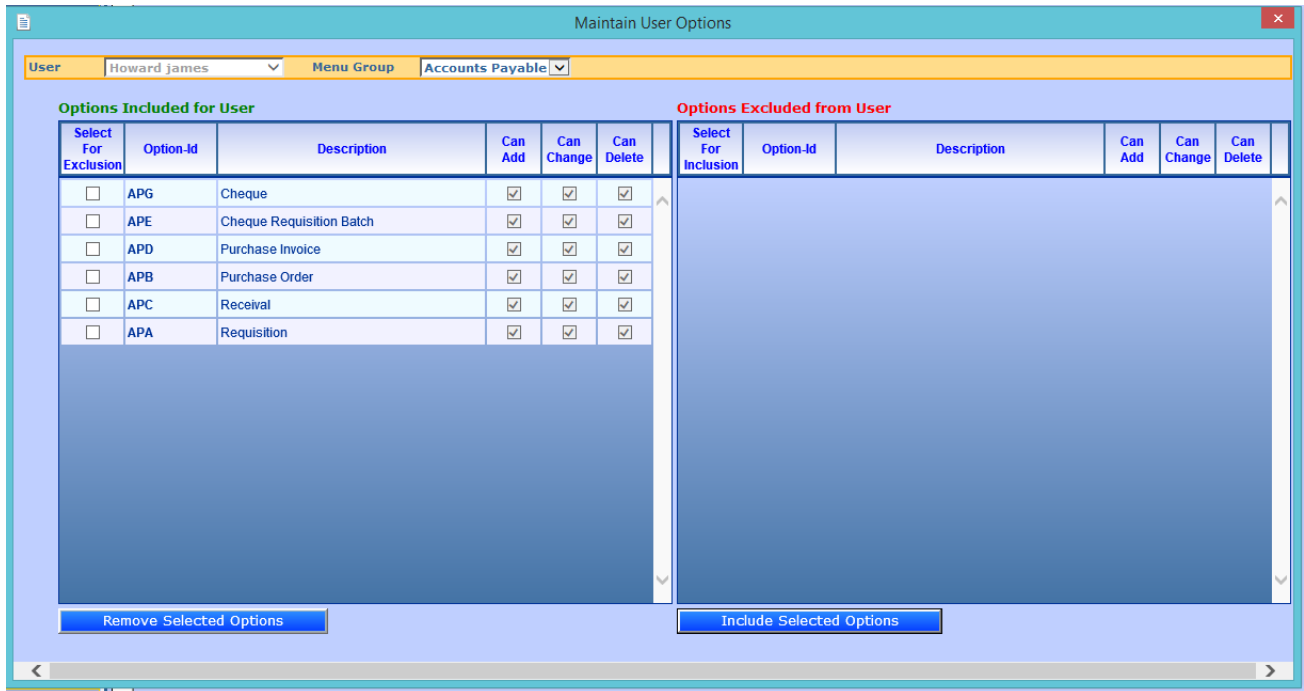 Maintain User Options
User Howard james Menu Group Accounts Payable
Options Included for User
Select For Exclusion Option-Id Description Can Add Can Change Can Delete
APG Cheque
APE Cheque Requisition Batch
APD Purchase Invoice
APB Purchase Order
APC Receival
APA Requisition
Remove Selected Options
Options Excluded from User
Select For Inclusion Option-Id Description Can Add Can Change Can Delete
Include Selected Options